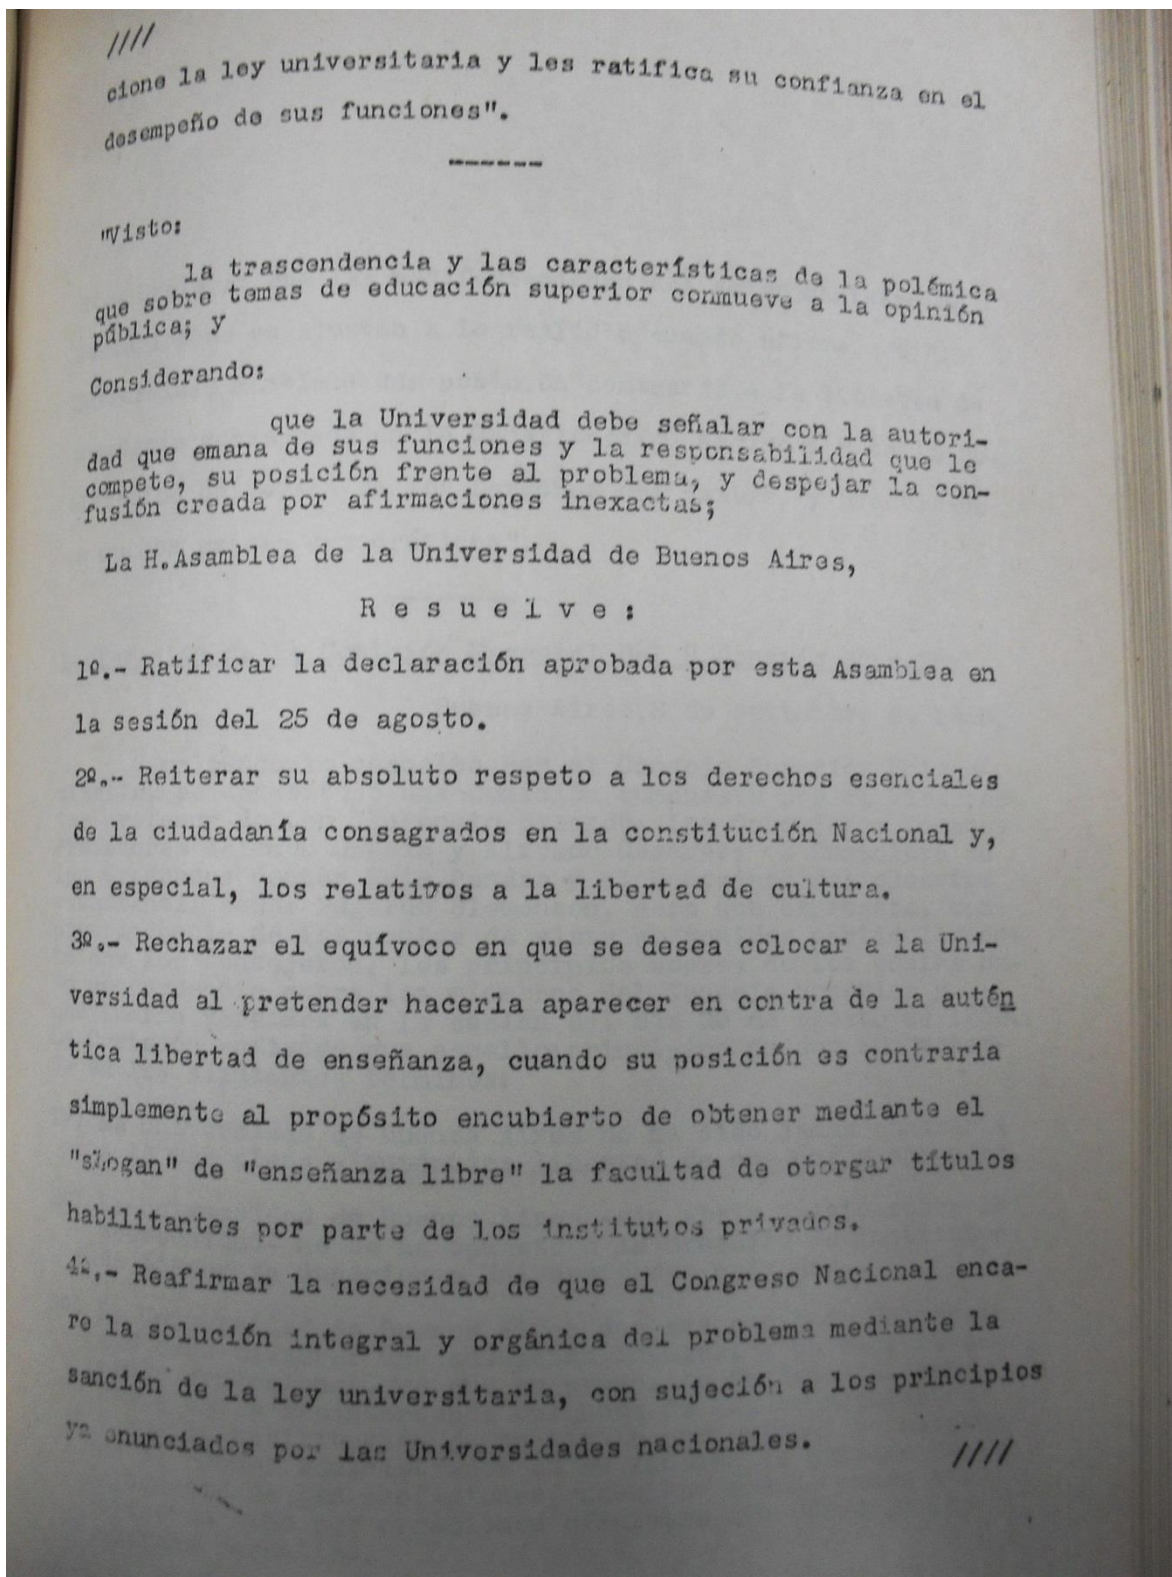 ////
cione la ley universitaria y les ratifica su confianza en el
desempeño de sus funciones".
------
"Visto:
la trascendencia y las características de la polémica
que sobre temas de educación superior conmueve a la opinión
pública; y
Considerando:
que la Universidad debe señalar con la autori-
dad que emana de sus funciones y la responsabilidad que le
compete, su posición frente al problema, y despejar la con-
fusión creada por afirmaciones inexactas;
La H. Asamblea de la Universidad de Buenos Aires,
R e s u e l v e :
1º.- Ratificar la declaración aprobada por esta Asamblea en
la sesión del 25 de agosto.
2º.- Reiterar su absoluto respeto a los derechos esenciales
de la ciudadanía consagrados en la constitución Nacional y,
en especial, los relativos a la libertad de cultura.
3º.- Rechazar el equívoco en que se desea colocar a la Uni-
versidad al pretender hacerla aparecer en contra de la autén
tica libertad de enseñanza, cuando su posición es contraria
simplemente al propósito encubierto de obtener mediante el
"slogan" de "enseñanza libre" la facultad de otorgar títulos
habilitantes por parte de los institutos privados.
4º.- Reafirmar la necesidad de que el Congreso Nacional enca-
re la solución integral y orgánica del problema mediante la
sanción de la ley universitaria, con sujeción a los principios
ya enunciados por las Universidades nacionales.
////